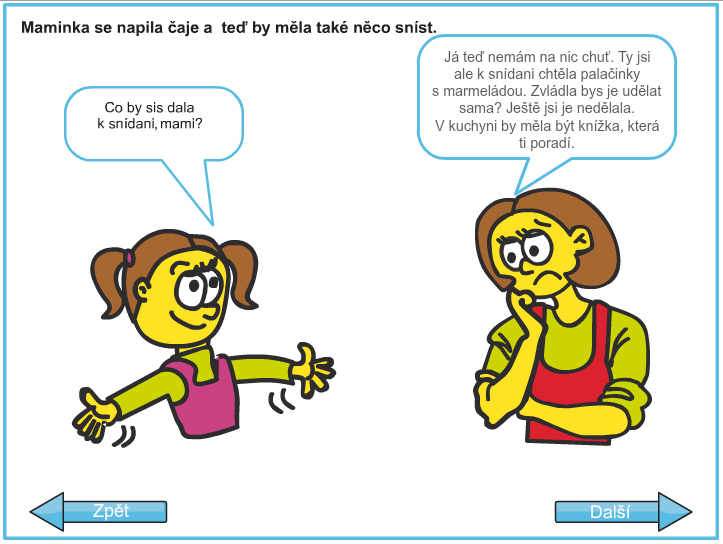 Maminka se napila čaje a  teď by měla také něco sníst.
Co by sis dala
k snídani, mami?
Já teď nemám na nic chuť. Ty jsi
ale k snídani chtěla palačinky
s marmeládou. Zvládla bys je udělat
sama? Ještě jsi je nedělala.
V kuchyni by měla být knížka, která
ti poradí.
Zpět
Další